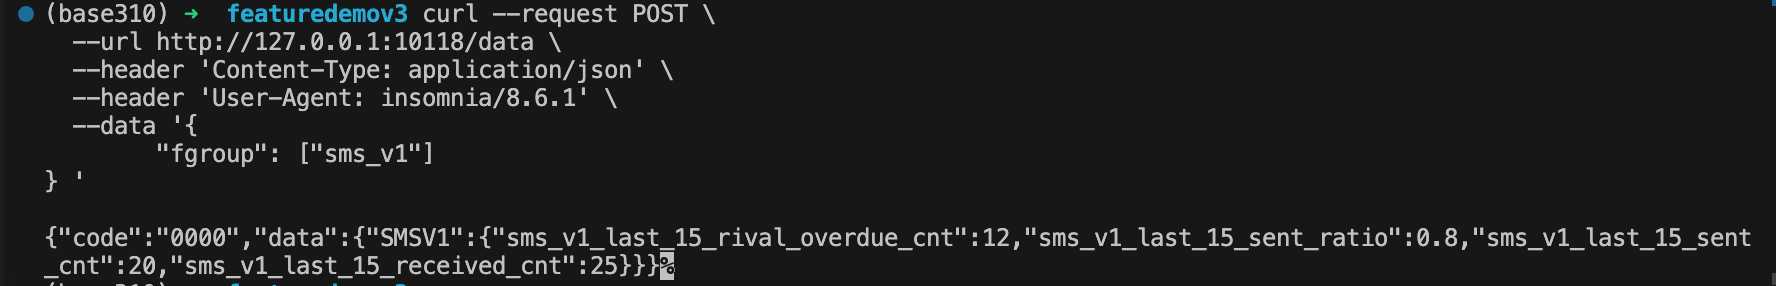 (base310) → featuredemov3 curl --request POST \
--url http://127.0.0.1:10118/data \
--header 'Content-Type: application/json' \
--header 'User-Agent: insomnia/8.6.1' \
--data '{
"fgroup": ["sms_v1"]
} '
{"code":"0000","data":{"SMSV1":{"sms_v1_last_15_rival_overdue_cnt":12,"sms_v1_last_15_sent_ratio":0.8,"sms_v1_last_15_sent
_cnt":20,"sms_v1_last_15_received_cnt":25}}}%